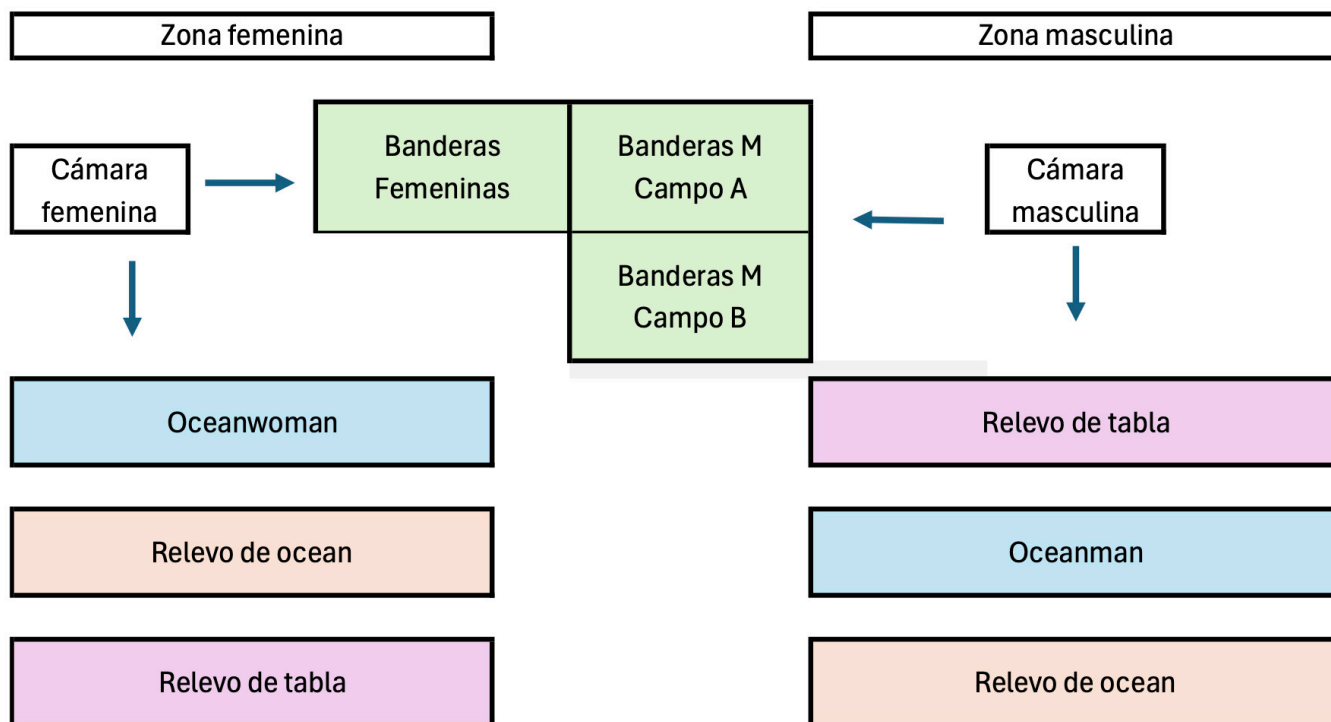 Zona femenina
Zona masculina
Cámara
femenina
Banderas
Femeninas
Banderas M
Campo A
Cámara
masculina
Banderas M
Campo B
Oceanwoman
Relevo de tabla
Relevo de ocean
Oceanman
Relevo de tabla
Relevo de ocean